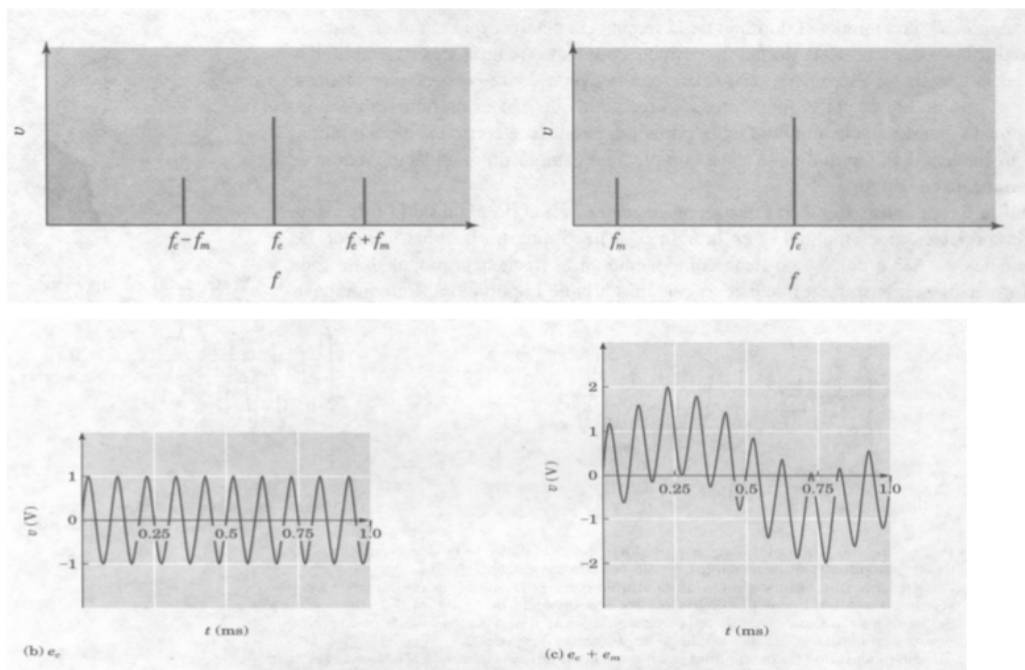 v
f_c − f_m
f_c
f_c + f_m
f
v
f_m
f_c
f
v (V)
1
0
−1
0.25
0.5
0.75
1.0
t (ms)
(b) e_c
v (V)
2
1
0
−1
−2
0.25
0.5
0.75
1.0
t (ms)
(c) e_c + e_m